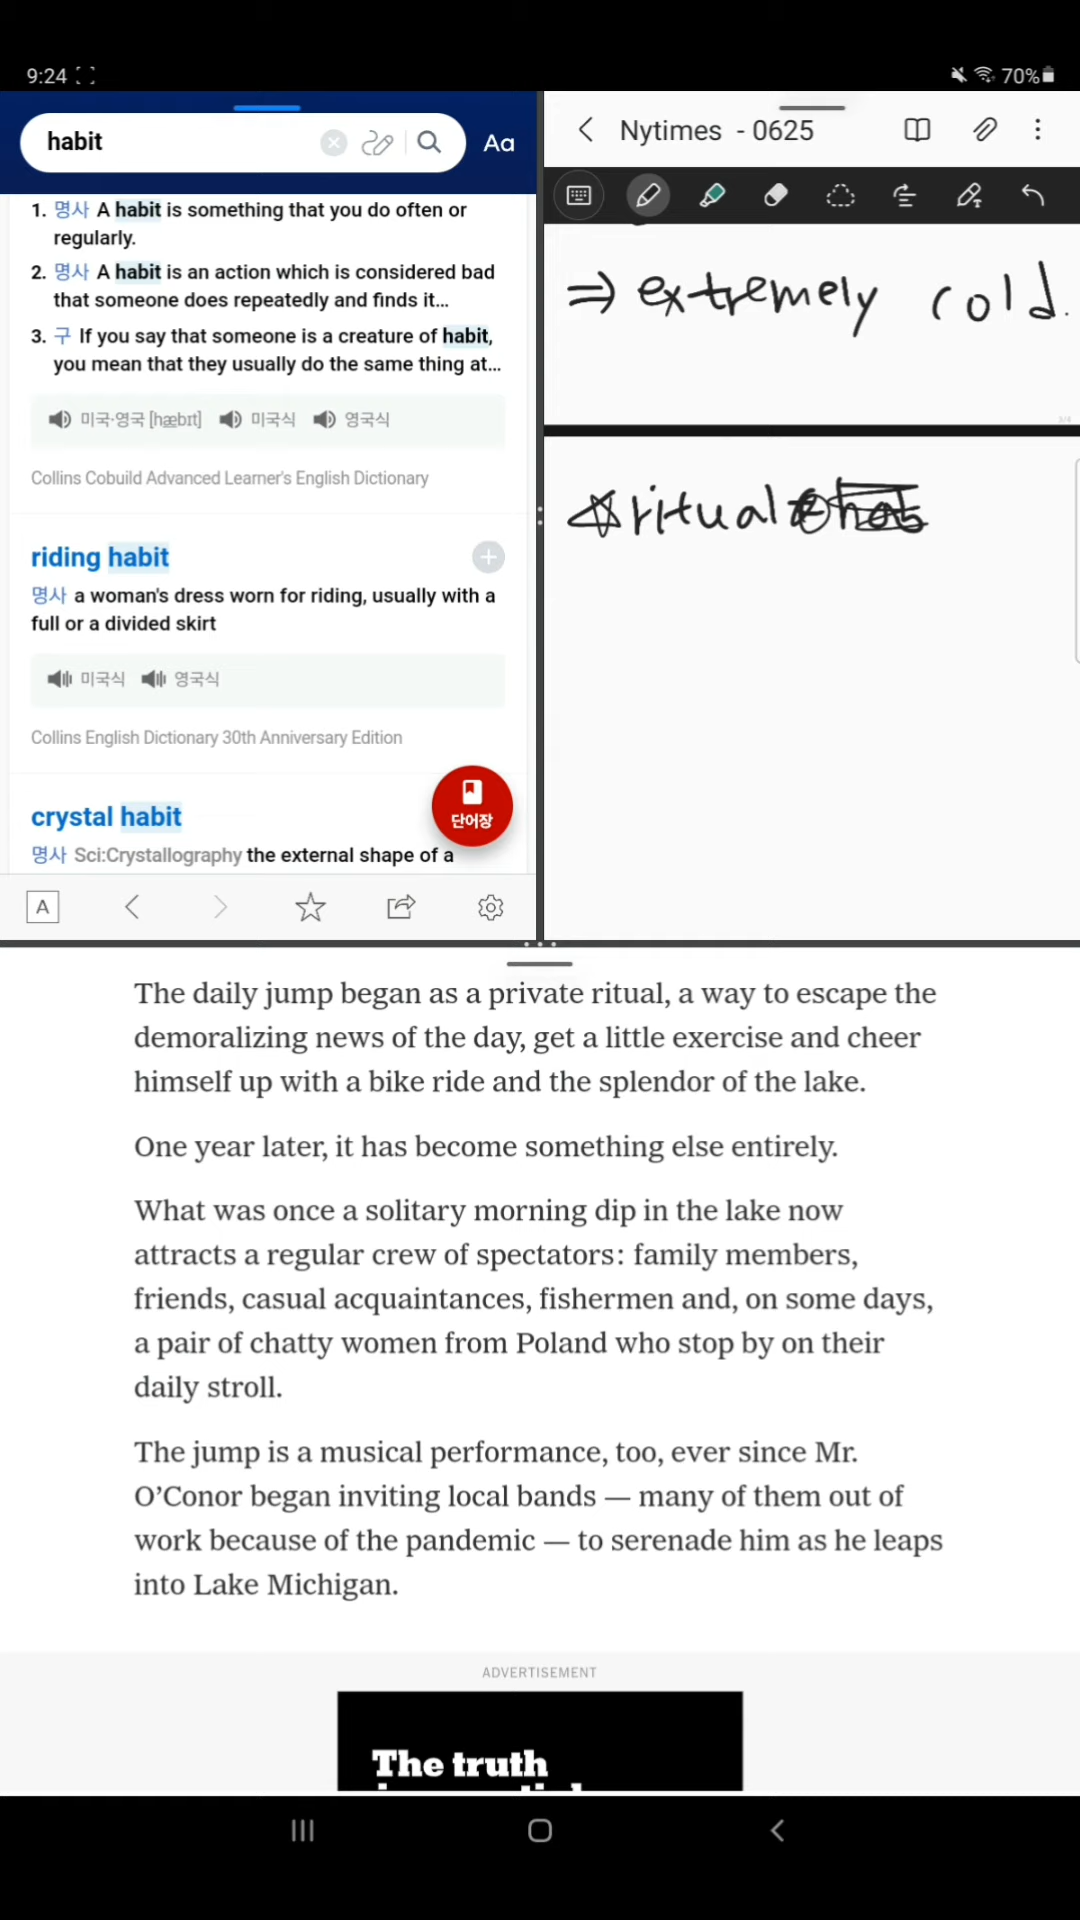 9:24
70%
habit
Aa
1. 명사 A habit is something that you do often or
regularly.
2. 명사 A habit is an action which is considered bad
that someone does repeatedly and finds it...
3. 구 If you say that someone is a creature of habit,
you mean that they usually do the same thing at...
미국·영국 [hæbɪt] 미국식 영국식
Collins Cobuild Advanced Learner's English Dictionary
riding habit
명사 a woman's dress worn for riding, usually with a
full or a divided skirt
미국식 영국식
Collins English Dictionary 30th Anniversary Edition
crystal habit
단어장
명사 Sci:Crystallography the external shape of a
A
Nytimes - 0625
⇒ extremely cold.
☆ ritual
The daily jump began as a private ritual, a way to escape the
demoralizing news of the day, get a little exercise and cheer
himself up with a bike ride and the splendor of the lake.
One year later, it has become something else entirely.
What was once a solitary morning dip in the lake now
attracts a regular crew of spectators: family members,
friends, casual acquaintances, fishermen and, on some days,
a pair of chatty women from Poland who stop by on their
daily stroll.
The jump is a musical performance, too, ever since Mr.
O’Conor began inviting local bands — many of them out of
work because of the pandemic — to serenade him as he leaps
into Lake Michigan.
ADVERTISEMENT
The truth